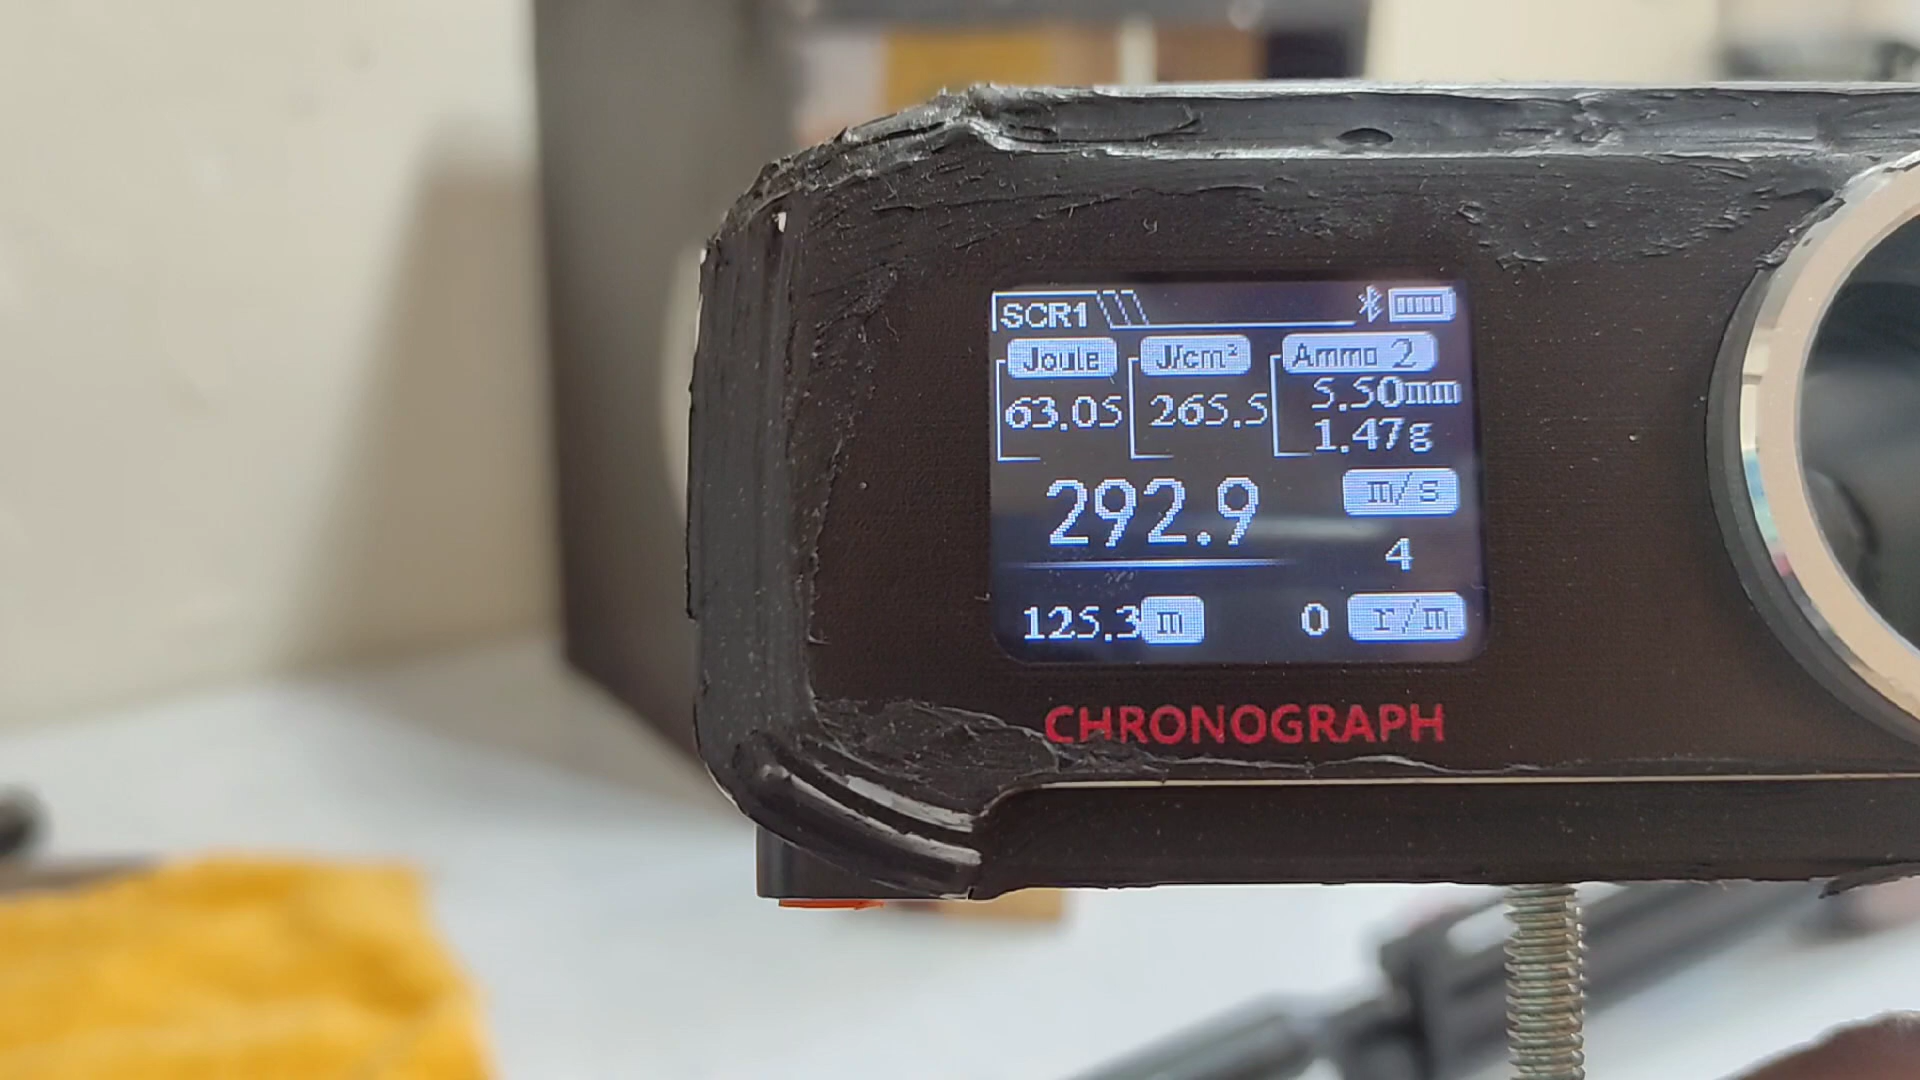 SCR1
Joule J/cm² Ammo 2
63.05 265.5 5.50mm
1.47g
292.9 m/s
4
125.3 m 0 r/m
CHRONOGRAPH